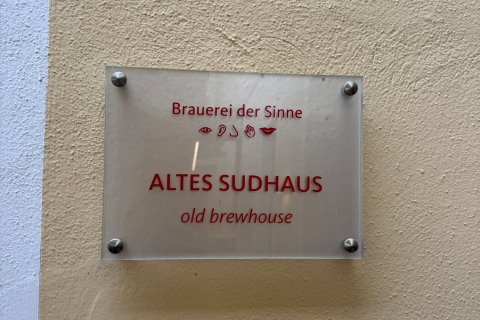 Brauerei der Sinne
ALTES SUDHAUS
old brewhouse